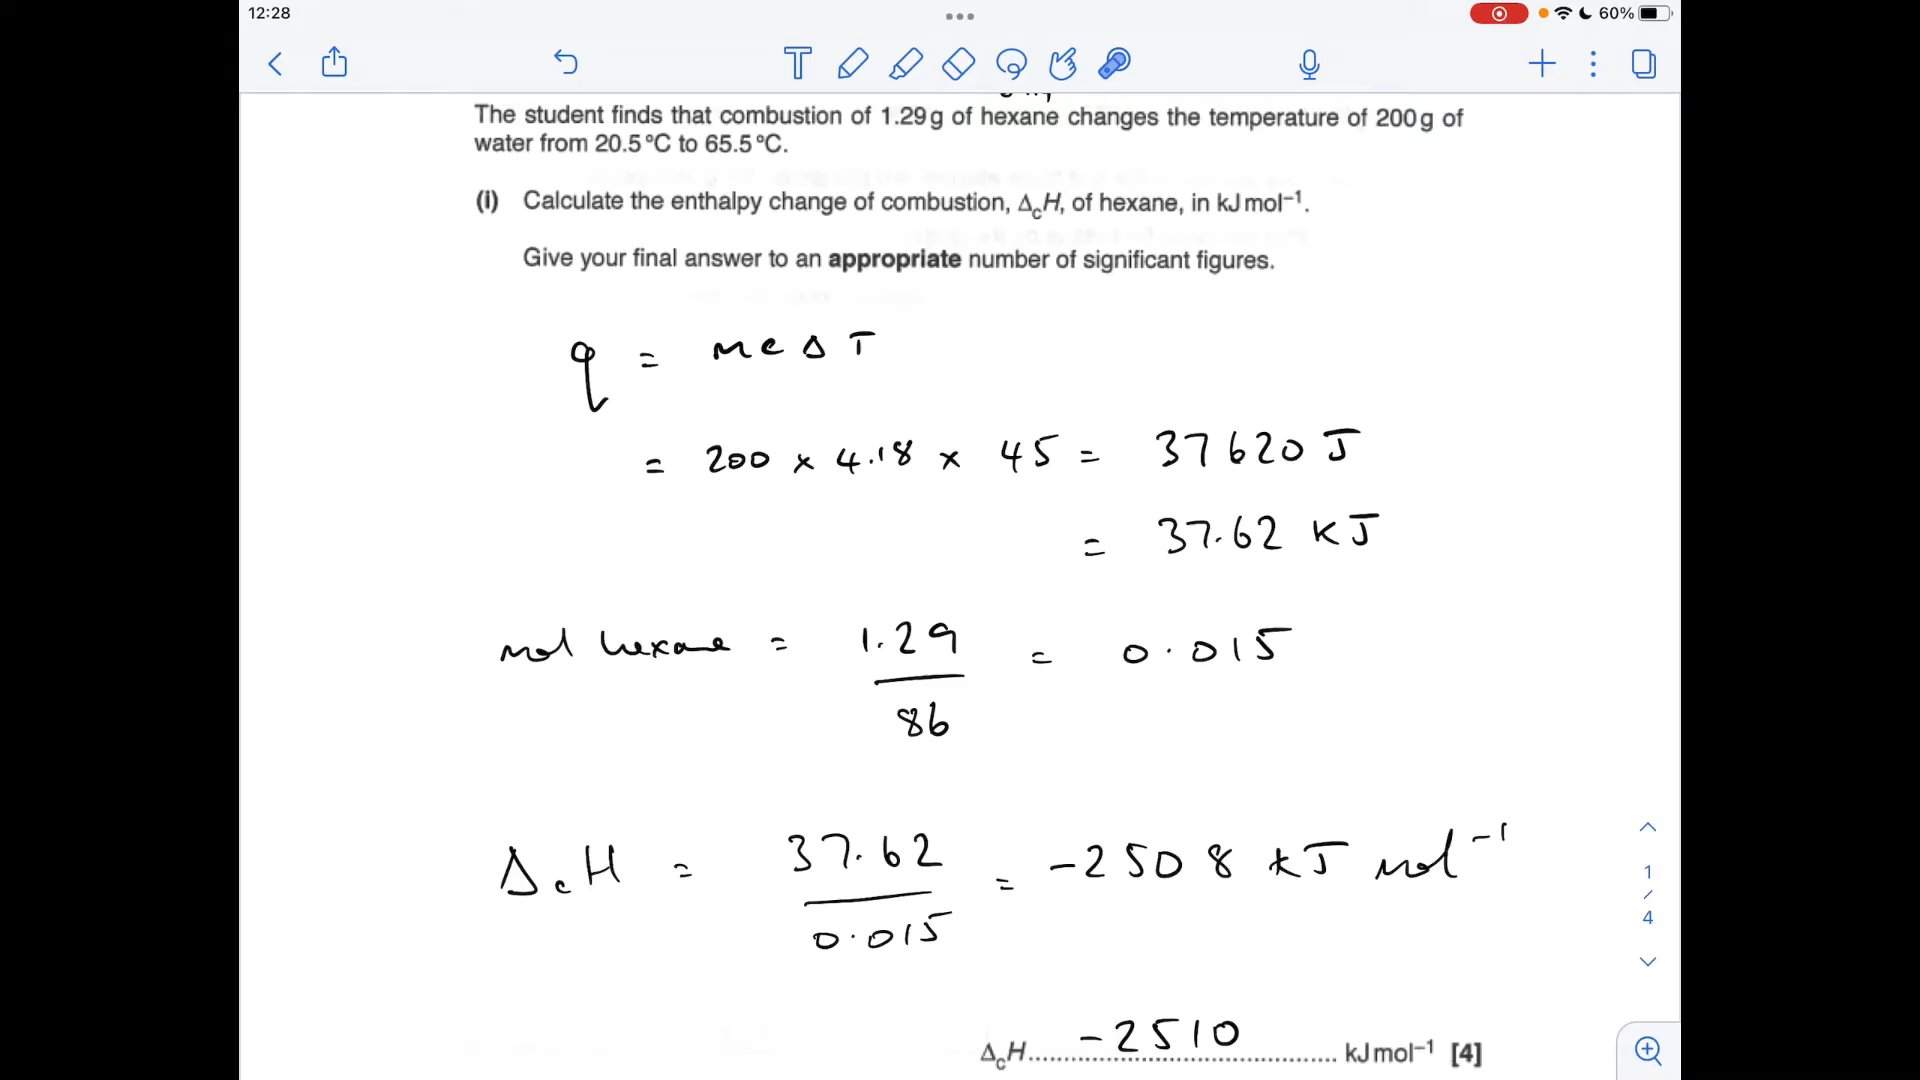 12:28
60%
The student finds that combustion of 1.29 g of hexane changes the temperature of 200 g of
water from 20.5 °C to 65.5 °C.
(i) Calculate the enthalpy change of combustion, ΔcH, of hexane, in kJ mol⁻¹.
Give your final answer to an appropriate number of significant figures.
q = mcΔT
= 200 × 4.18 × 45 = 37620 J
= 37.62 kJ
mol hexane = 1.29 / 86 = 0.015
ΔcH = 37.62 / 0.015 = -2508 kJ mol⁻¹
1 / 4
ΔcH ........ -2510 ........ kJ mol⁻¹ [4]